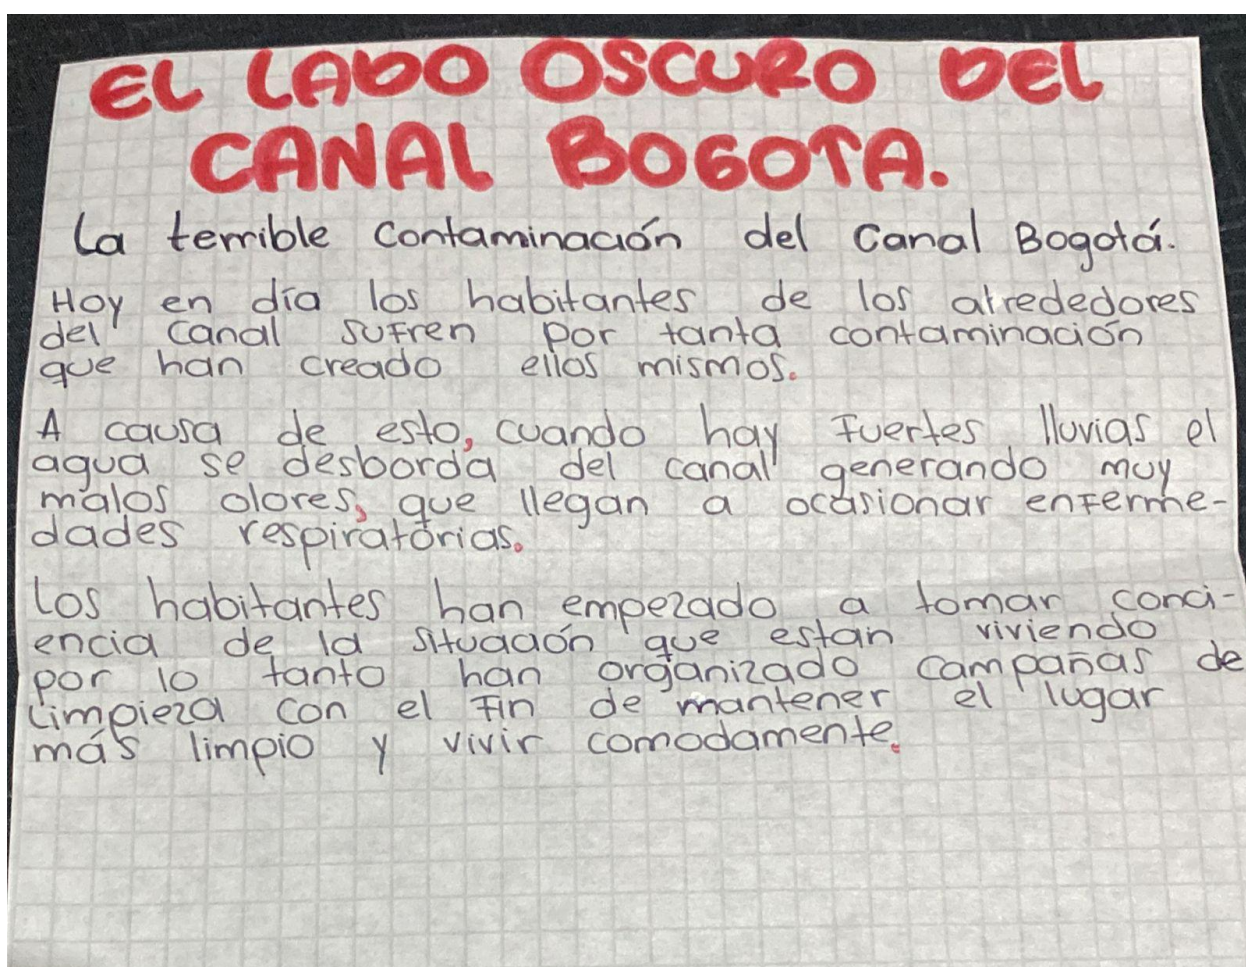 EL LADO OSCURO DEL
CANAL BOGOTA.
La terrible contaminación del Canal Bogotá.
Hoy en día los habitantes de los atrededores
del canal sufren por tanta contaminación
que han creado ellos mismos.
A causa de esto, cuando hay fuertes lluvias el
agua se desborda del canal generando muy
malos olores, que llegan a ocasionar enferme-
dades respiratórias.
Los habitantes han empezado a tomar conci-
encia de la situación que estan viviendo
por lo tanto han organizado campañas de
limpieza con el fin de mantener el lugar
más limpio y vivir comodamente.